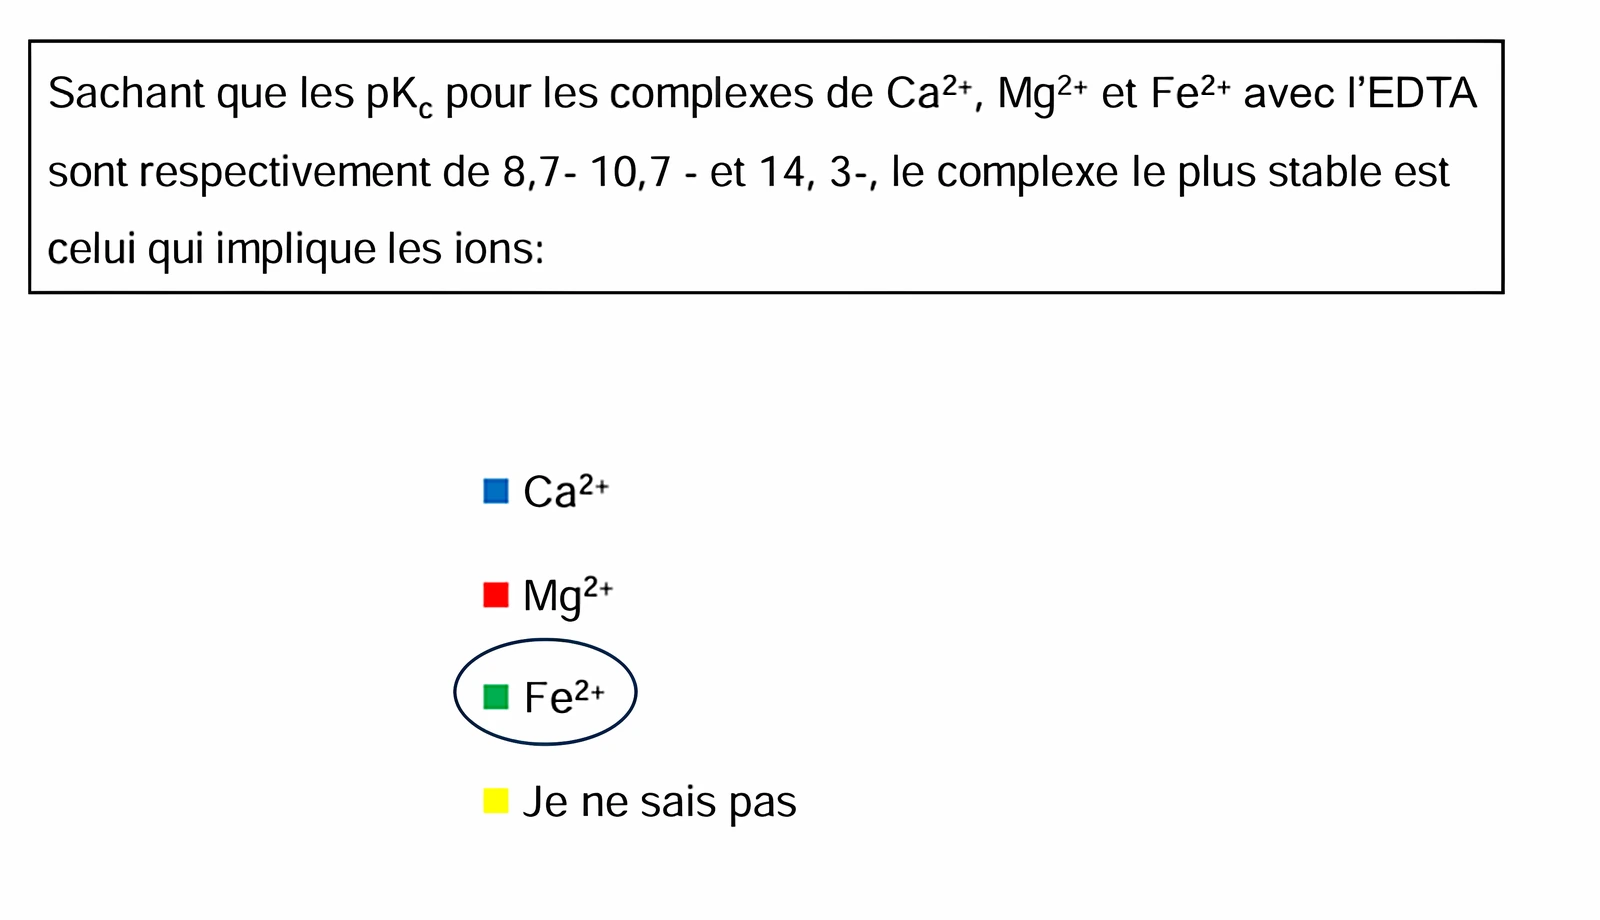 Sachant que les pKc pour les complexes de Ca²⁺, Mg²⁺ et Fe²⁺ avec l’EDTA
sont respectivement de 8,7- 10,7 - et 14, 3-, le complexe le plus stable est
celui qui implique les ions:
Ca²⁺
Mg²⁺
Fe²⁺
Je ne sais pas